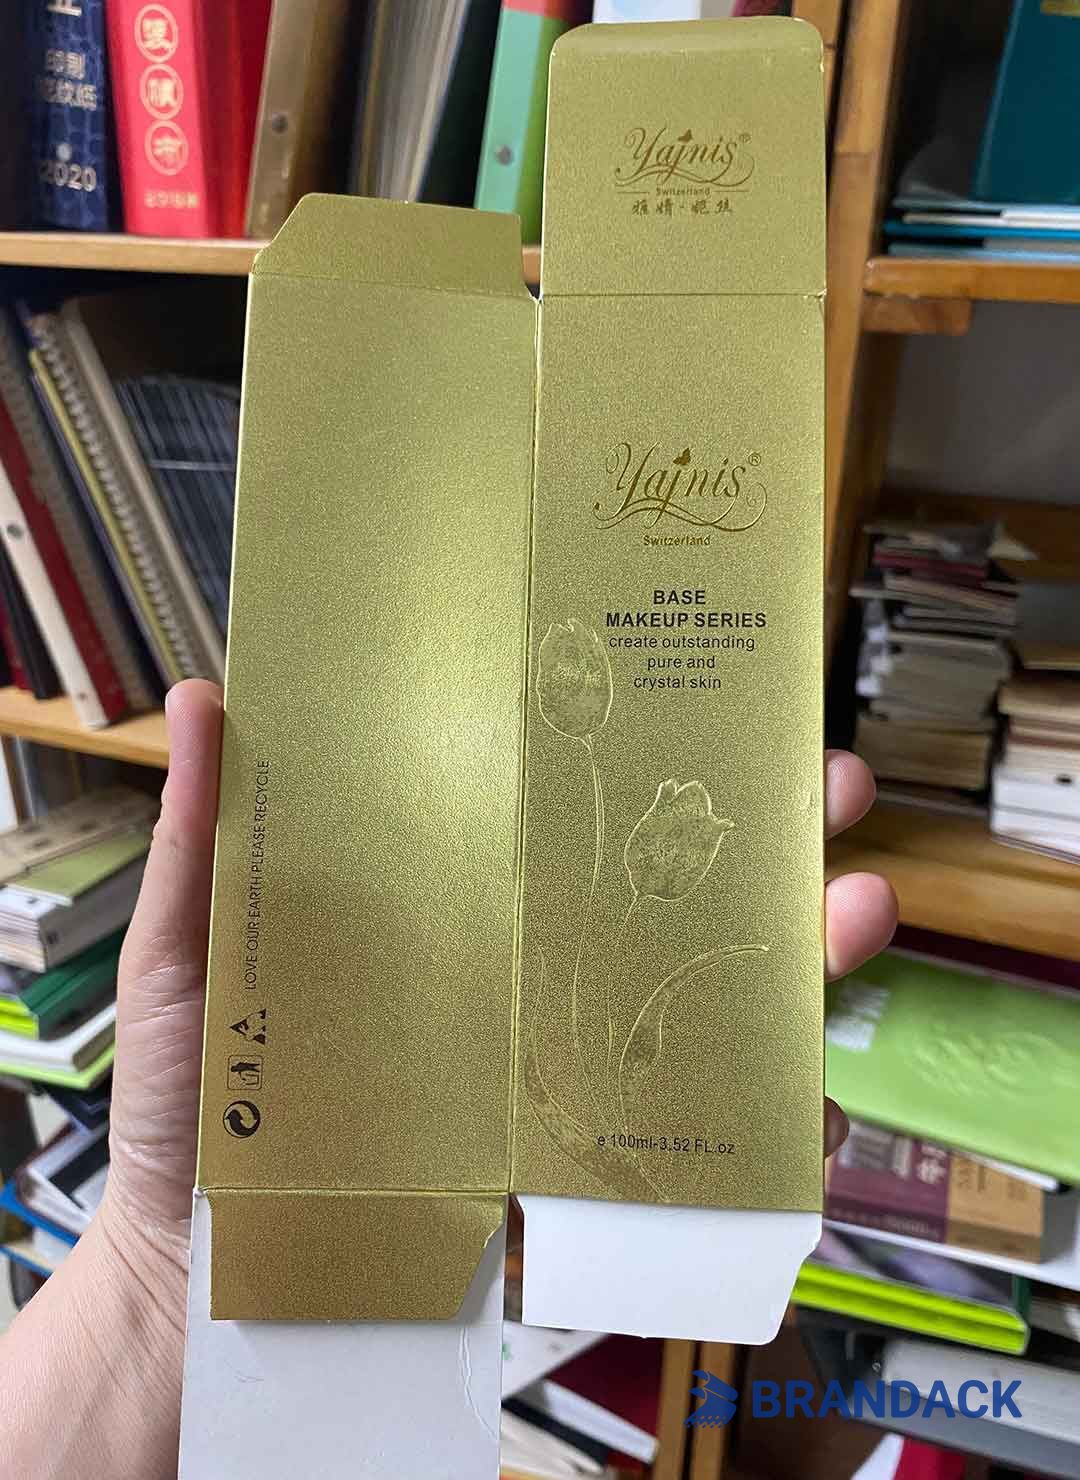 2020
Yajnis®
Switzerland
雅婧·妮丝
Yajnis®
Switzerland
BASE
MAKEUP SERIES
create outstanding
pure and
crystal skin
LOVE OUR EARTH PLEASE RECYCLE
e 100ml-3.52 FL.oz
BRANDACK